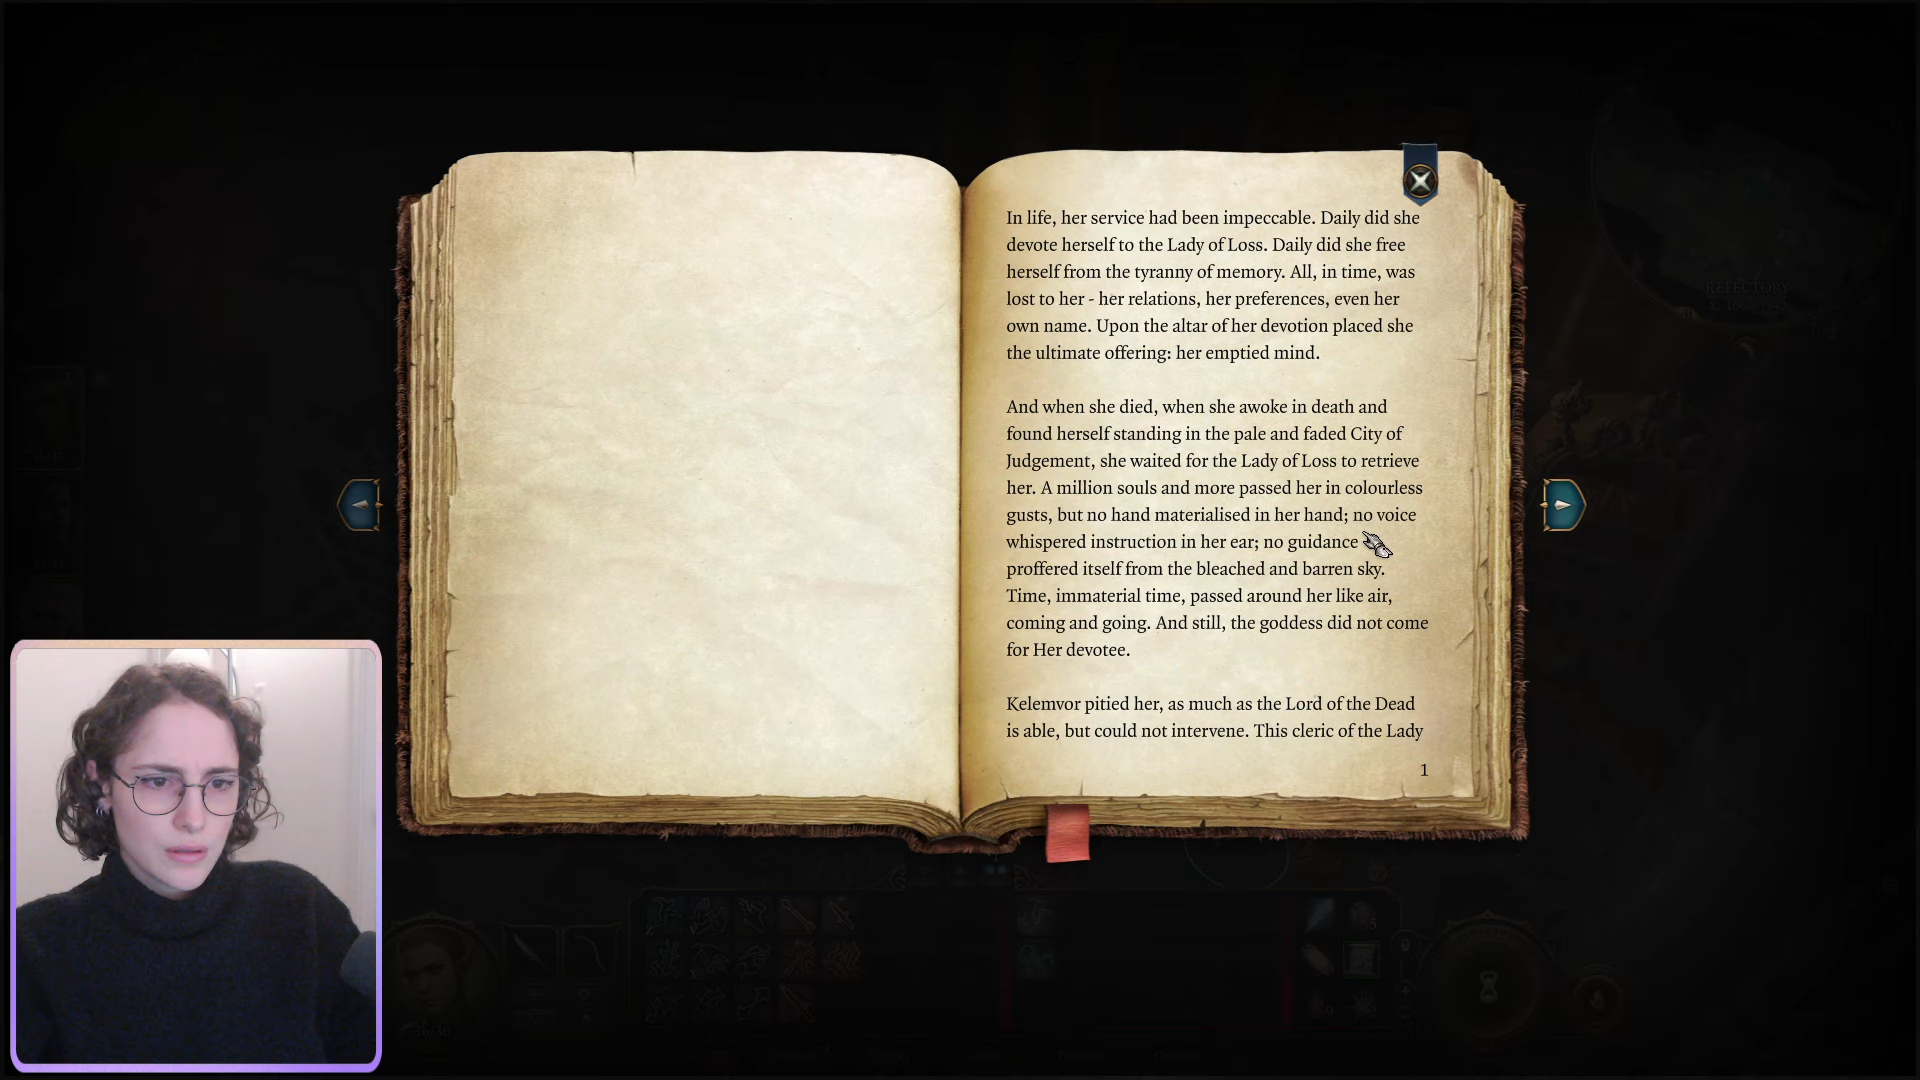 In life, her service had been impeccable. Daily did she
devote herself to the Lady of Loss. Daily did she free
herself from the tyranny of memory. All, in time, was
lost to her - her relations, her preferences, even her
own name. Upon the altar of her devotion placed she
the ultimate offering: her emptied mind.
And when she died, when she awoke in death and
found herself standing in the pale and faded City of
Judgement, she waited for the Lady of Loss to retrieve
her. A million souls and more passed her in colourless
gusts, but no hand materialised in her hand; no voice
whispered instruction in her ear; no guidance
proffered itself from the bleached and barren sky.
Time, immaterial time, passed around her like air,
coming and going. And still, the goddess did not come
for Her devotee.
Kelemvor pitied her, as much as the Lord of the Dead
is able, but could not intervene. This cleric of the Lady
1
REFECTORY